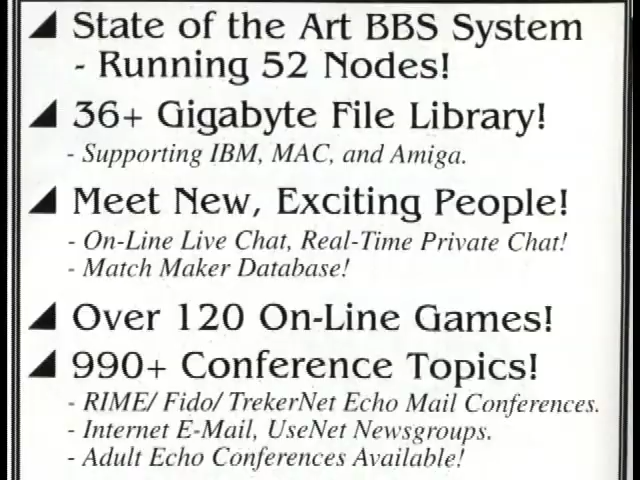 State of the Art BBS System
- Running 52 Nodes!
36+ Gigabyte File Library!
- Supporting IBM, MAC, and Amiga.
Meet New, Exciting People!
- On-Line Live Chat, Real-Time Private Chat!
- Match Maker Database!
Over 120 On-Line Games!
990+ Conference Topics!
- RIME/ Fido/ TrekerNet Echo Mail Conferences.
- Internet E-Mail, UseNet Newsgroups.
- Adult Echo Conferences Available!